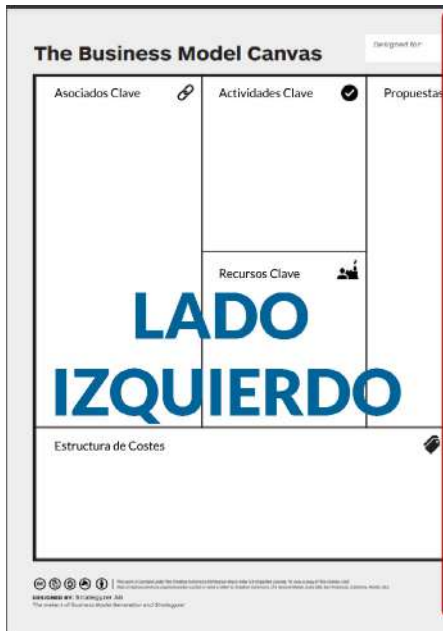 The Business Model Canvas
Designed for:
Asociados Clave
Actividades Clave
Propuestas
Recursos Clave
LADO
IZQUIERDO
Estructura de Costes
DESIGNED BY: Strategyzer AG
The makers of Business Model Generation and Strategyzer